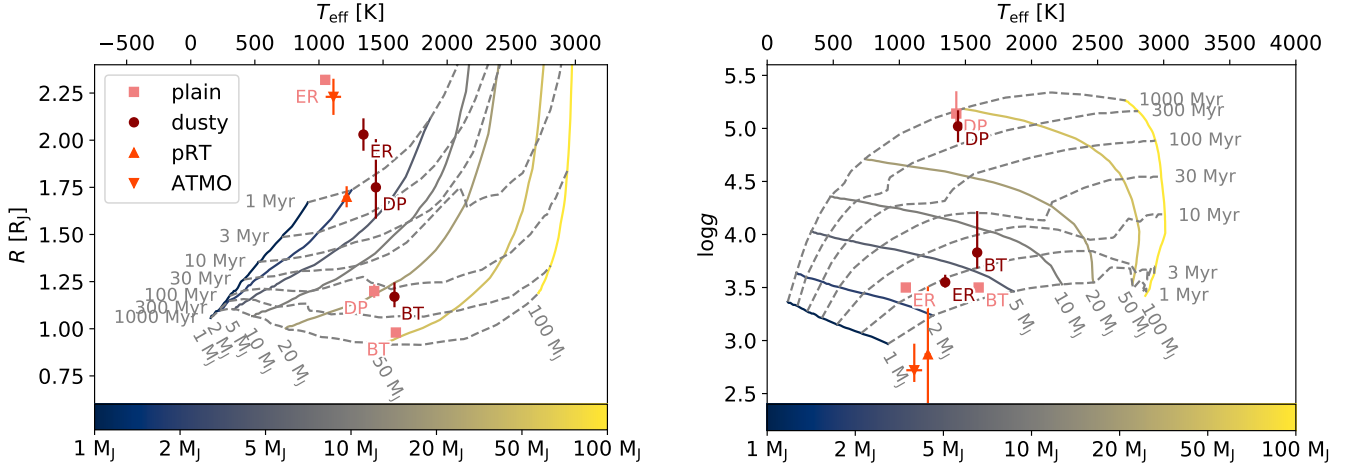 T_eff [K]
−500 0 500 1000 1500 2000 2500 3000
2.25
2.00
1.75
1.50
1.25
1.00
0.75
R [R_J]
plain
dusty
pRT
ATMO
ER
ER
DP
DP
BT
BT
1 Myr
3 Myr
10 Myr
30 Myr
100 Myr
300 Myr
1000 Myr
1 M_J
2 M_J
5 M_J
10 M_J
20 M_J
50 M_J
100 M_J
1 M_J 2 M_J 5 M_J 10 M_J 20 M_J 50 M_J 100 M_J
T_eff [K]
0 500 1000 1500 2000 2500 3000 3500 4000
5.5
5.0
4.5
4.0
3.5
3.0
2.5
logg
1000 Myr
300 Myr
100 Myr
30 Myr
10 Myr
3 Myr
1 Myr
DP
DP
BT
ER
ER
BT
1 M_J
2 M_J
5 M_J
10 M_J
20 M_J
50 M_J
100 M_J
1 M_J 2 M_J 5 M_J 10 M_J 20 M_J 50 M_J 100 M_J